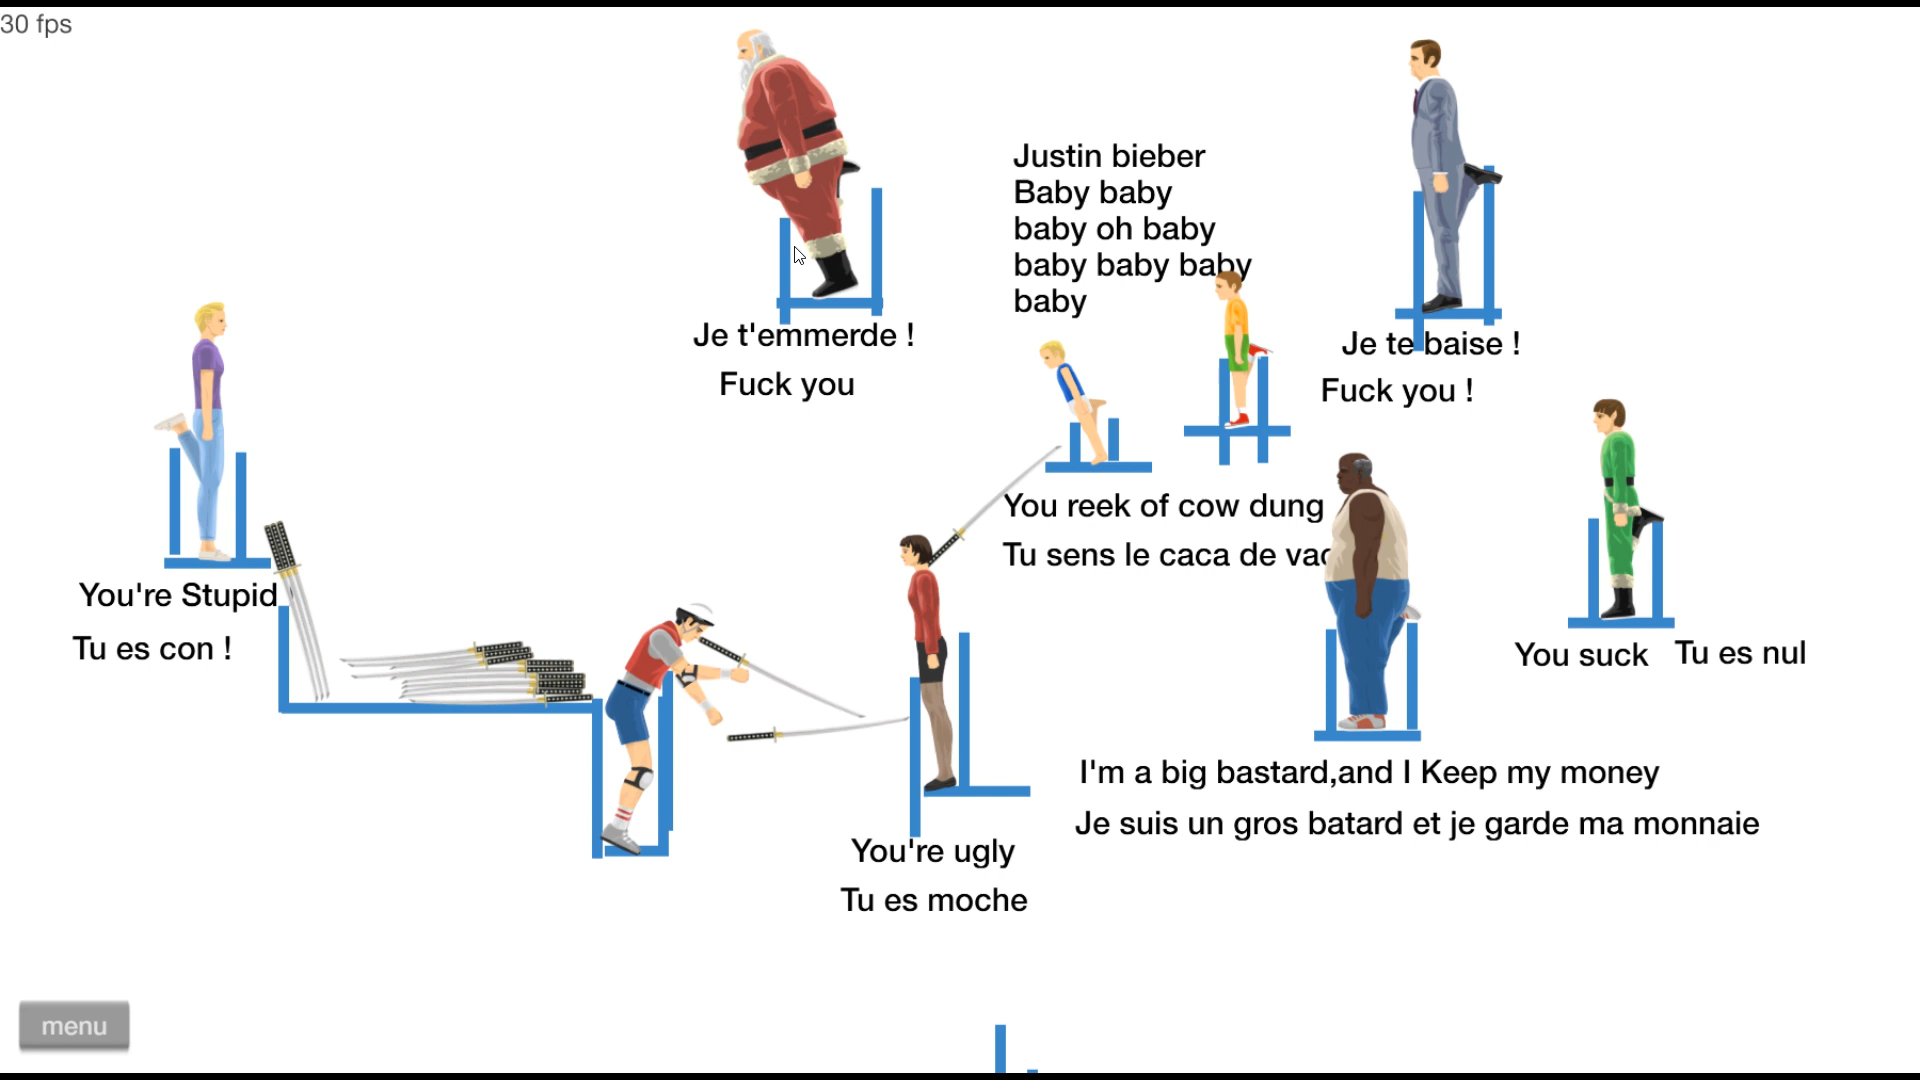 30 fps
Justin bieber
Baby baby
baby oh baby
baby baby baby
baby
Je t'emmerde !
Fuck you
Je te baise !
Fuck you !
You reek of cow dung
Tu sens le caca de
You're Stupid
Tu es con !
You suck
Tu es nul
I'm a big bastard,and I Keep my money
Je suis un gros batard et je garde ma monnaie
You're ugly
Tu es moche
menu